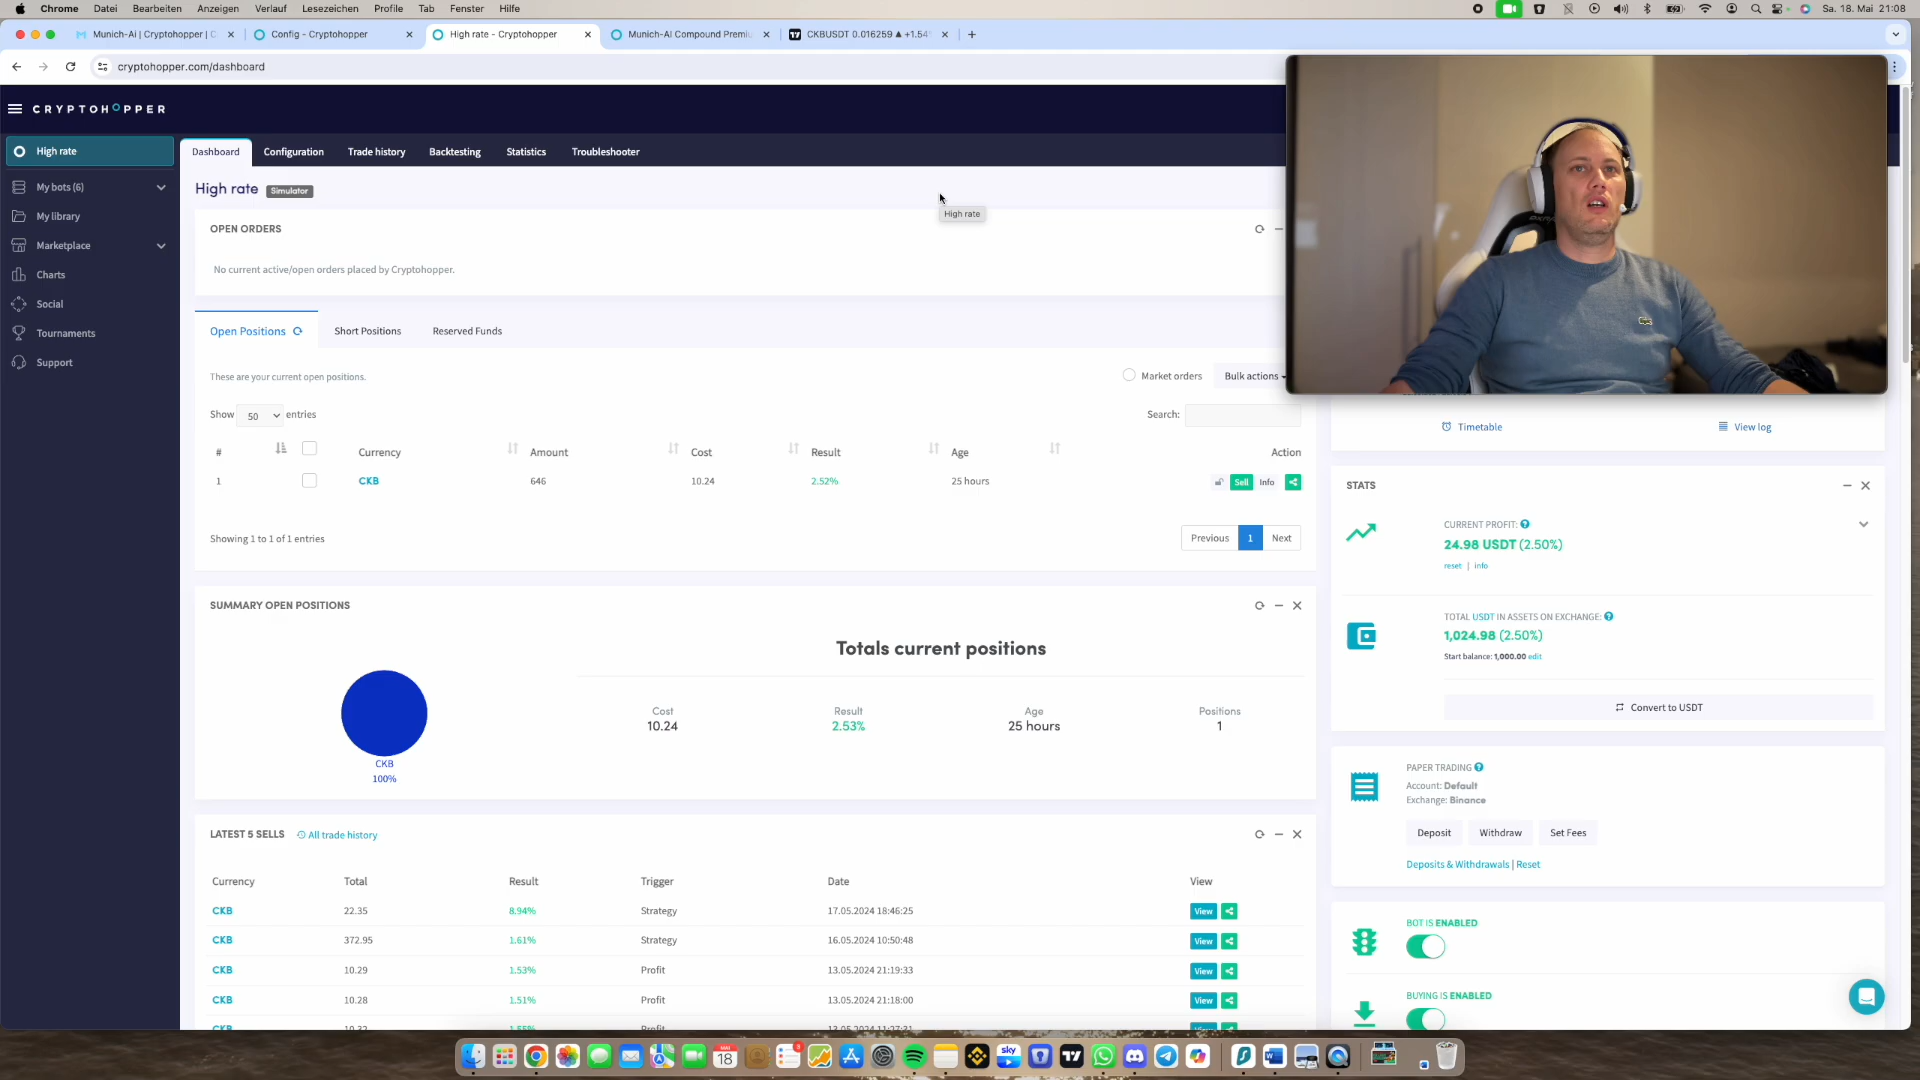 Chrome Datei Bearbeiten Anzeigen Verlauf Lesezeichen Profile Tab Fenster Hilfe Sa. 18. Mai 21:08
Munich-Ai | Cryptohopper | C Config - Cryptohopper High rate - Cryptohopper Munich-AI Compound Premi CKBUSDT 0.016259 ▲ +1.54
cryptohopper.com/dashboard
CRYPTOHOPPER
High rate
My bots (6)
My library
Marketplace
Charts
Social
Tournaments
Support
Dashboard Configuration Trade history Backtesting Statistics Troubleshooter
High rate Simulator
High rate
OPEN ORDERS
No current active/open orders placed by Cryptohopper.
Open Positions Short Positions Reserved Funds
These are your current open positions.
Market orders Bulk actions
Show 50 entries
Search:
# Currency Amount Cost Result Age Action
1 CKB 646 10.24 2.52% 25 hours Sell Info
Showing 1 to 1 of 1 entries
Previous 1 Next
SUMMARY OPEN POSITIONS
Totals current positions
Cost Result Age Positions
10.24 2.53% 25 hours 1
CKB
100%
LATEST 5 SELLS All trade history
Currency Total Result Trigger Date View
CKB 22.35 8.94% Strategy 17.05.2024 18:46:25 View
CKB 372.95 1.61% Strategy 16.05.2024 10:50:48 View
CKB 10.29 1.53% Profit 13.05.2024 21:19:33 View
CKB 10.28 1.51% Profit 13.05.2024 21:18:00 View
CKB 10.32 1.55% Profit 13.05.2024
Timetable View log
STATS
CURRENT PROFIT:
24.98 USDT (2.50%)
reset | info
TOTAL USDT IN ASSETS ON EXCHANGE:
1,024.98 (2.50%)
Start balance: 1,000.00 edit
Convert to USDT
PAPER TRADING
Account: Default
Exchange: Binance
Deposit Withdraw Set Fees
Deposits & Withdrawals | Reset
BOT IS ENABLED
BUYING IS ENABLED
18
sky